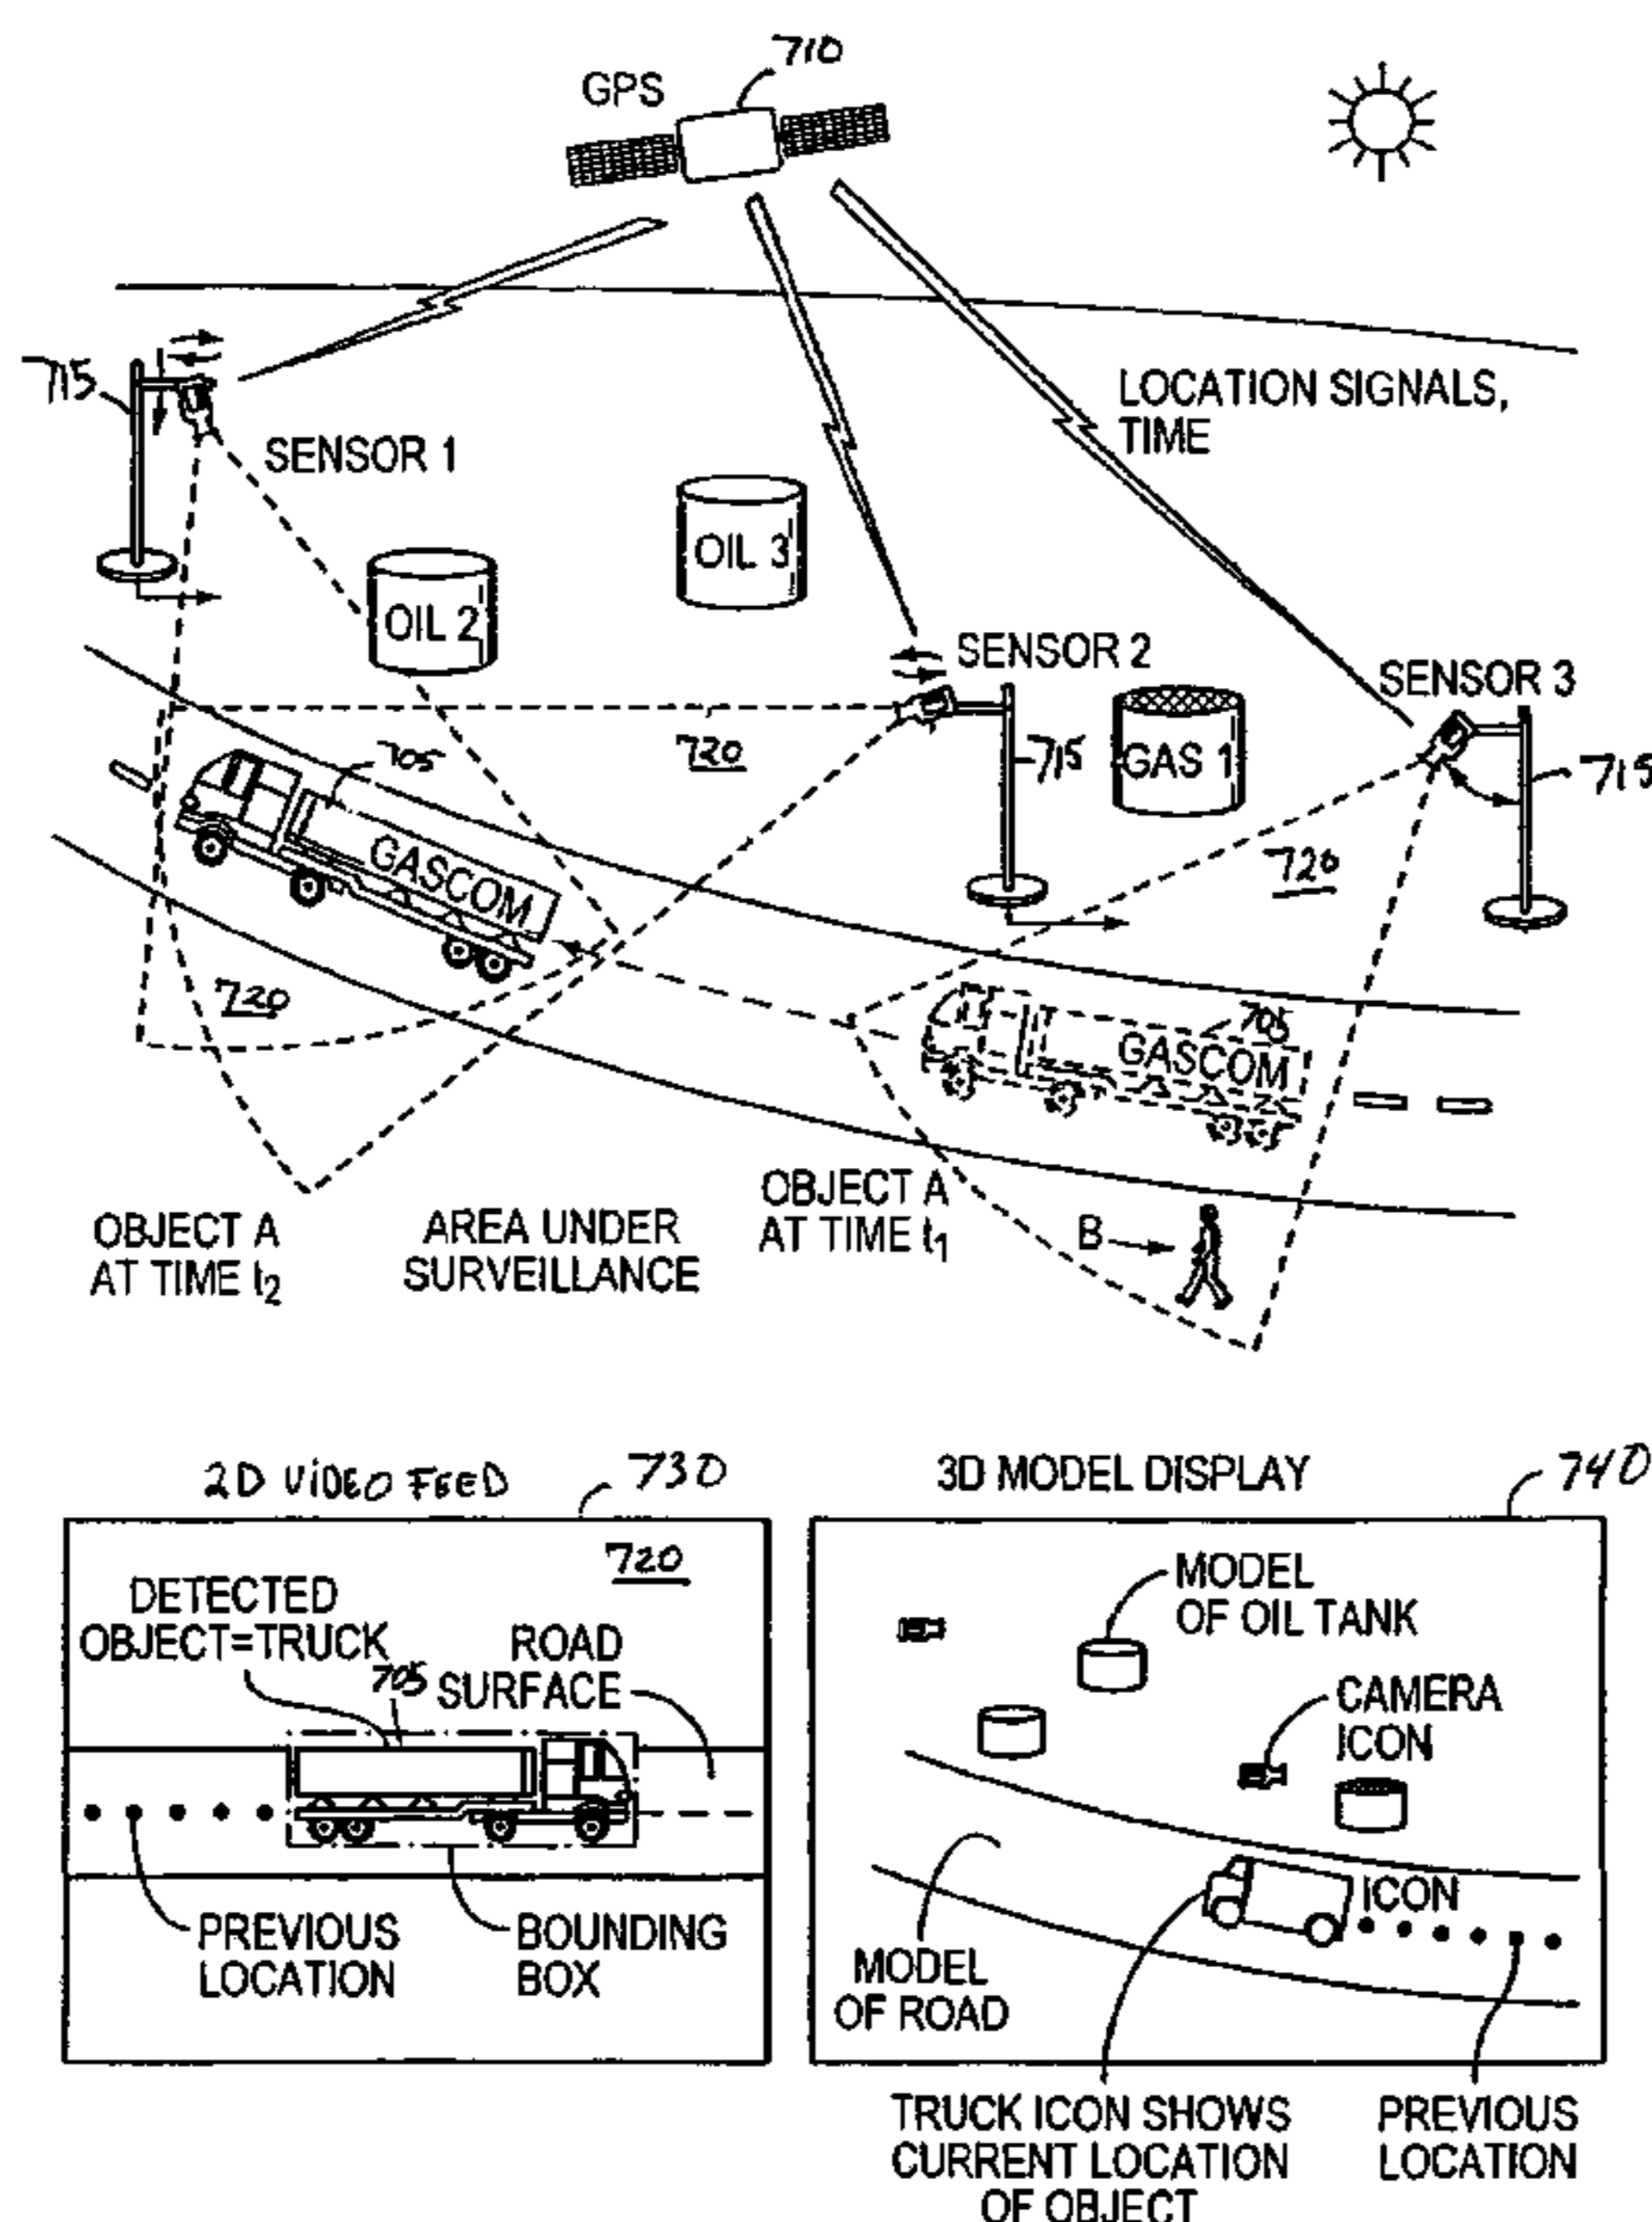 710
GPS
LOCATION SIGNALS,
TIME
715
SENSOR 1
OIL 3
OIL 2
SENSOR 2
SENSOR 3
720
705
715
GAS 1
715
GASCOM
720
720
705
GASCOM
OBJECT A
AT TIME t2
AREA UNDER
SURVEILLANCE
OBJECT A
AT TIME t1
B
2D VIDEO FEED
730
720
DETECTED
OBJECT=TRUCK
705
ROAD
SURFACE
PREVIOUS
LOCATION
BOUNDING
BOX
3D MODEL DISPLAY
740
MODEL
OF OIL TANK
CAMERA
ICON
ICON
MODEL
OF ROAD
TRUCK ICON SHOWS
CURRENT LOCATION
OF OBJECT
PREVIOUS
LOCATION